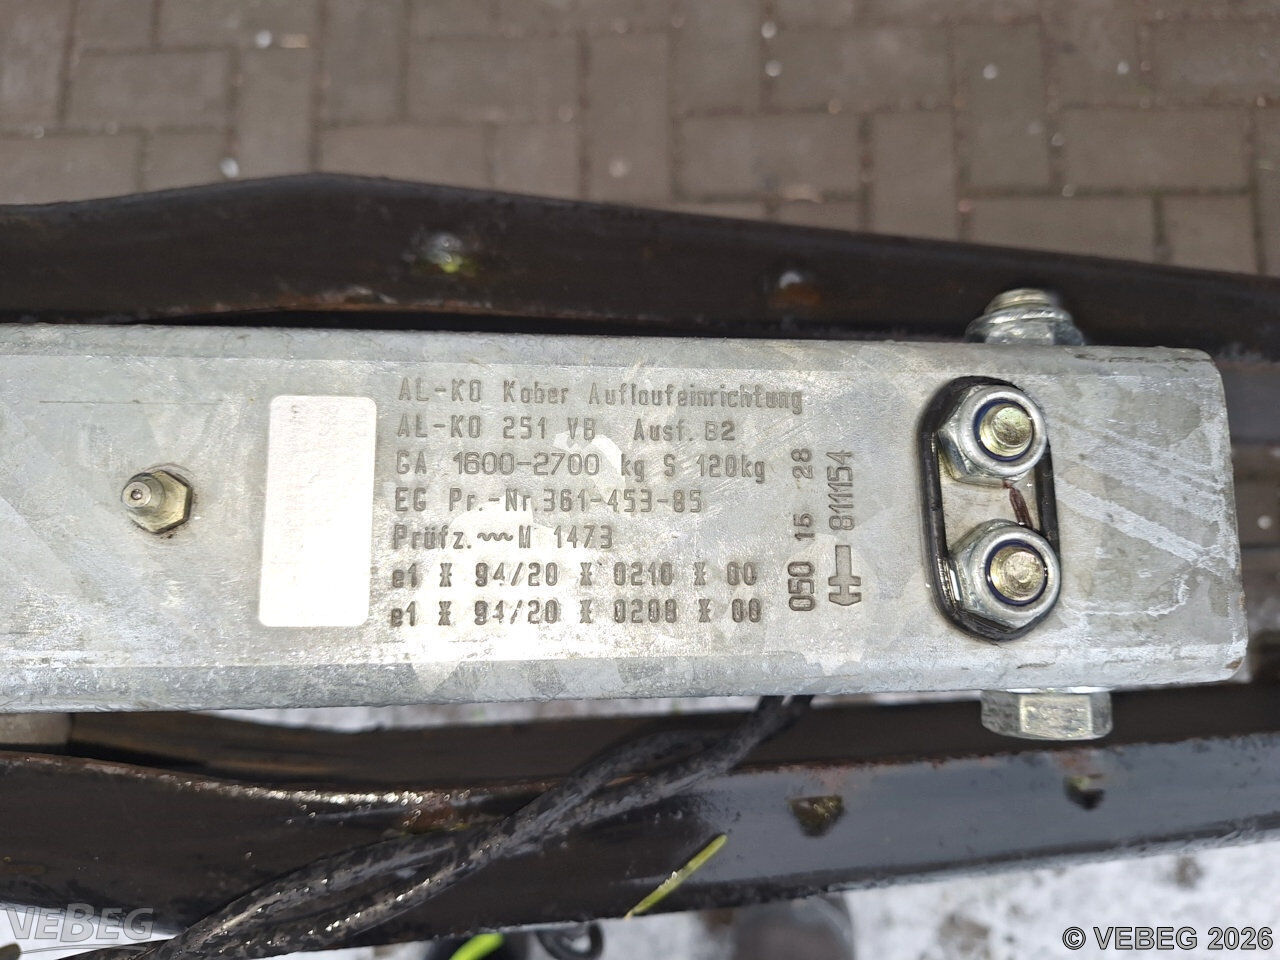 AL-KO Kober Auflaufeinrichtung
AL-KO 251 VB Ausf. B2
GA 1600-2700 kg S 120kg
EG Pr.-Nr.361-453-85
Prüfz. M 1473
e1 * 94/20 * 0210 * 00
e1 * 94/20 * 0208 * 00
050 15 28
811154
VEBEG
© VEBEG 2026